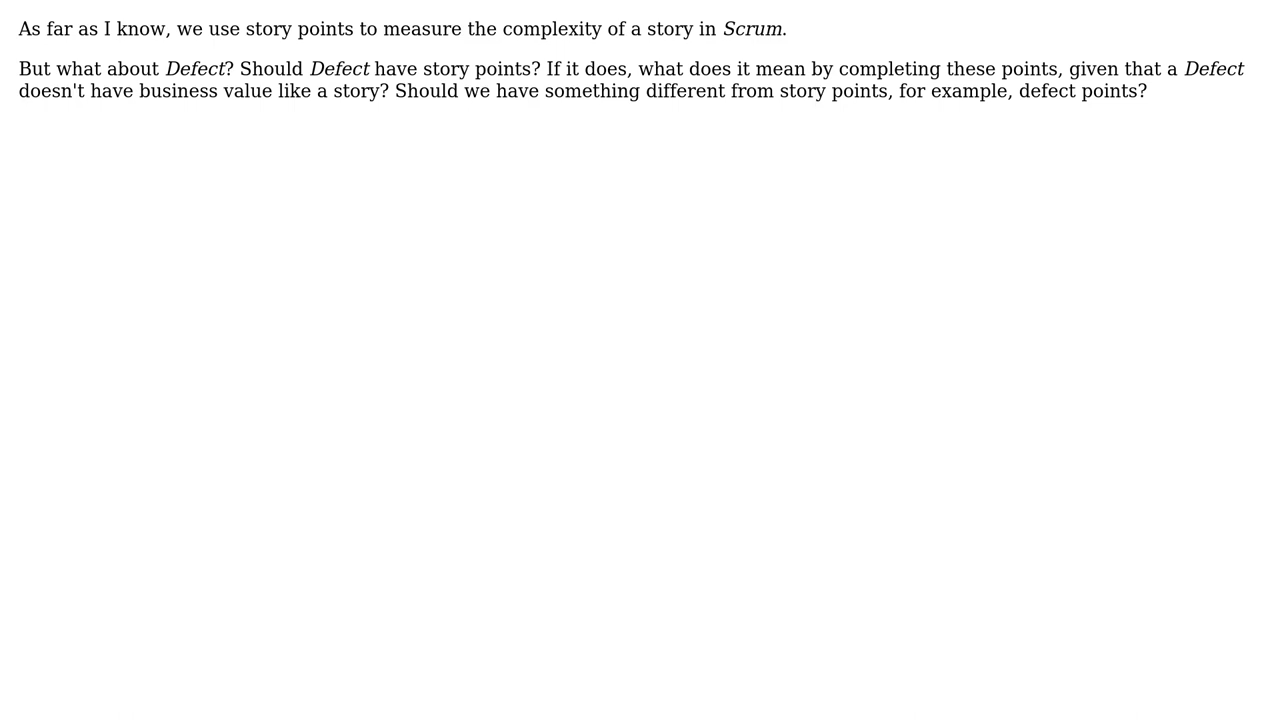 As far as I know, we use story points to measure the complexity of a story in Scrum.
But what about Defect? Should Defect have story points? If it does, what does it mean by completing these points, given that a Defect
doesn't have business value like a story? Should we have something different from story points, for example, defect points?